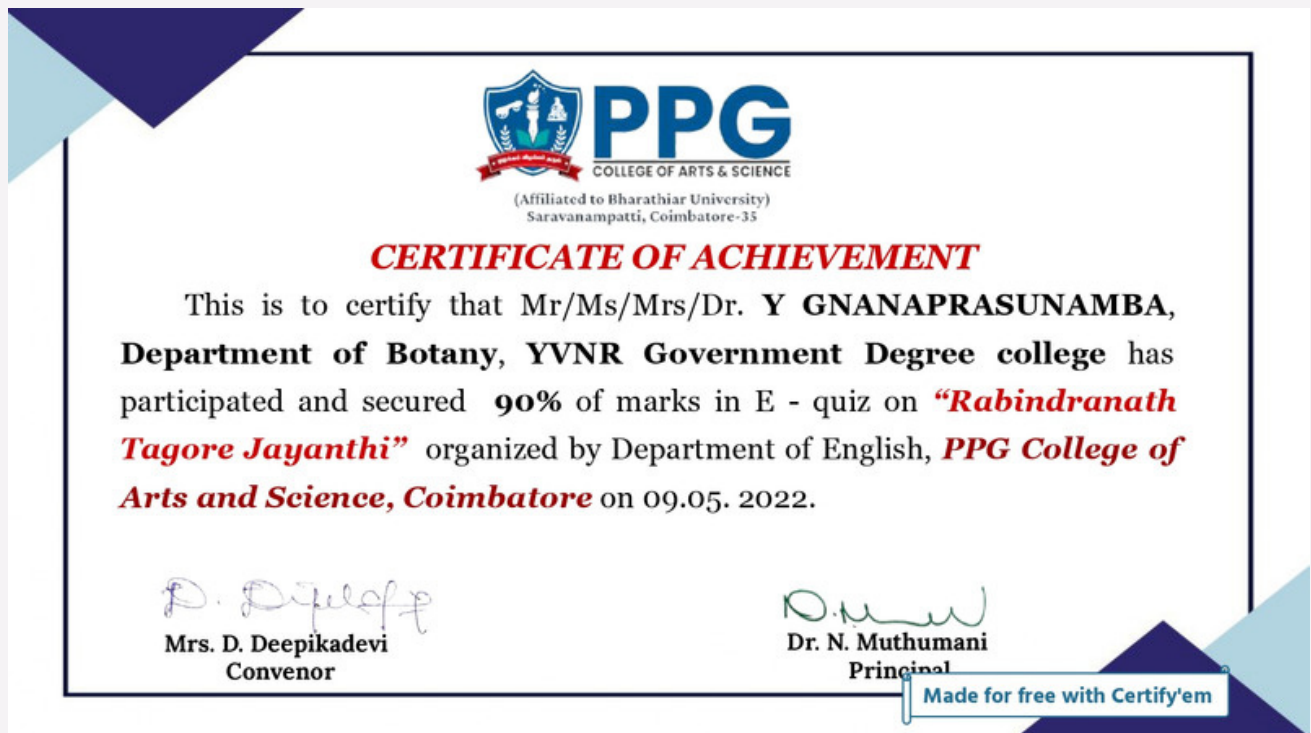 PPG
COLLEGE OF ARTS & SCIENCE
(Affiliated to Bharathiar University)
Saravanampatti, Coimbatore-35
CERTIFICATE OF ACHIEVEMENT
This is to certify that Mr/Ms/Mrs/Dr. Y GNANAPRASUNAMBA,
Department of Botany, YVNR Government Degree college has
participated and secured 90% of marks in E - quiz on “Rabindranath
Tagore Jayanthi” organized by Department of English, PPG College of
Arts and Science, Coimbatore on 09.05. 2022.
Mrs. D. Deepikadevi
Convenor
Dr. N. Muthumani
Principal
Made for free with Certify'em